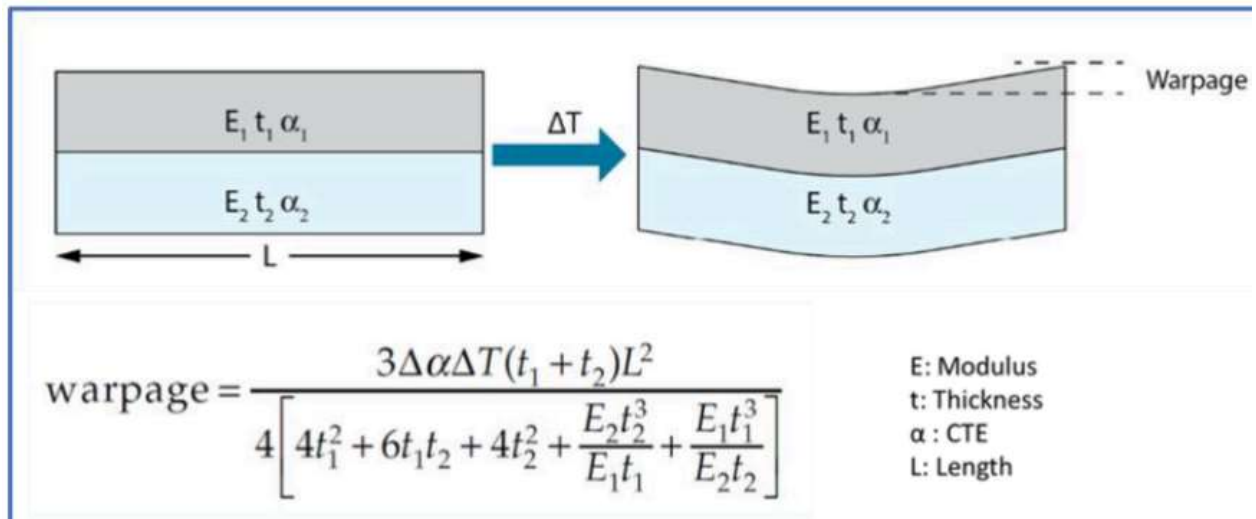 Warpage
E₁ t₁ α₁
ΔT
E₁ t₁ α₁
E₂ t₂ α₂
E₂ t₂ α₂
L
warpage = 3ΔαΔT(t₁ + t₂)L² / 4[4t₁² + 6t₁t₂ + 4t₂² + E₂t₂³/E₁t₁ + E₁t₁³/E₂t₂]
E: Modulus
t: Thickness
α : CTE
L: Length